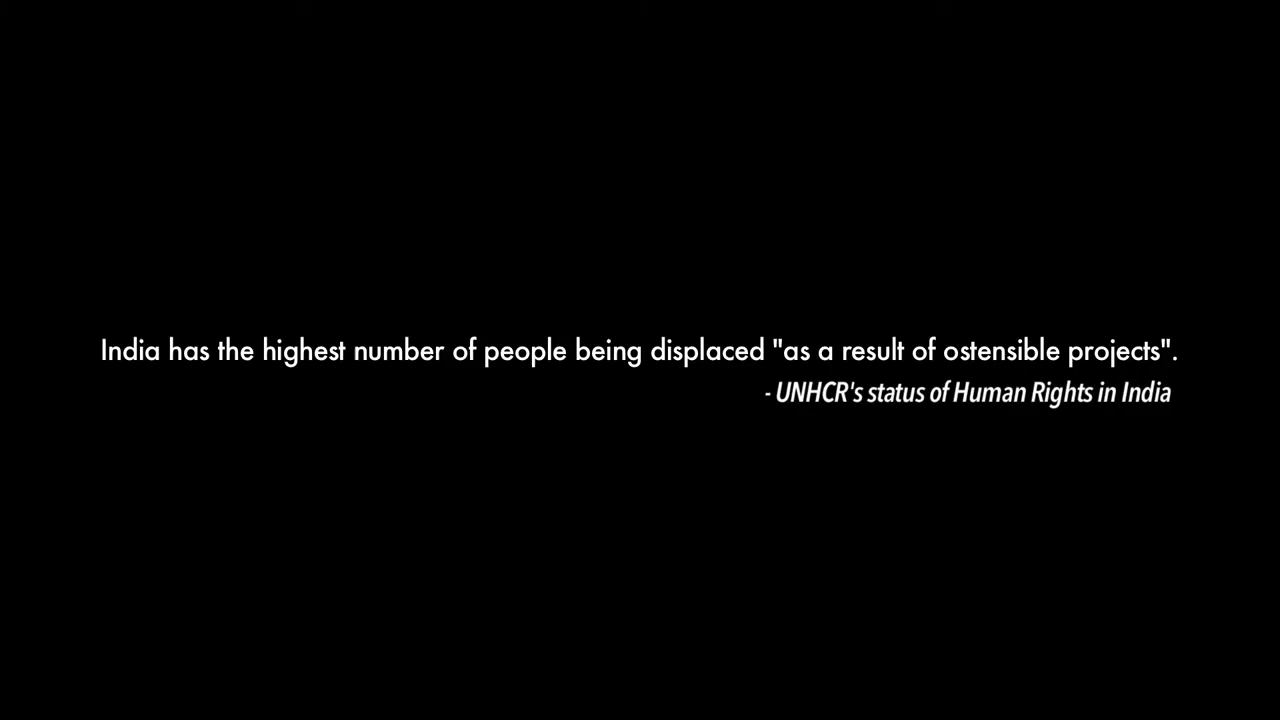 India has the highest number of people being displaced "as a result of ostensible projects".
- UNHCR's status of Human Rights in India